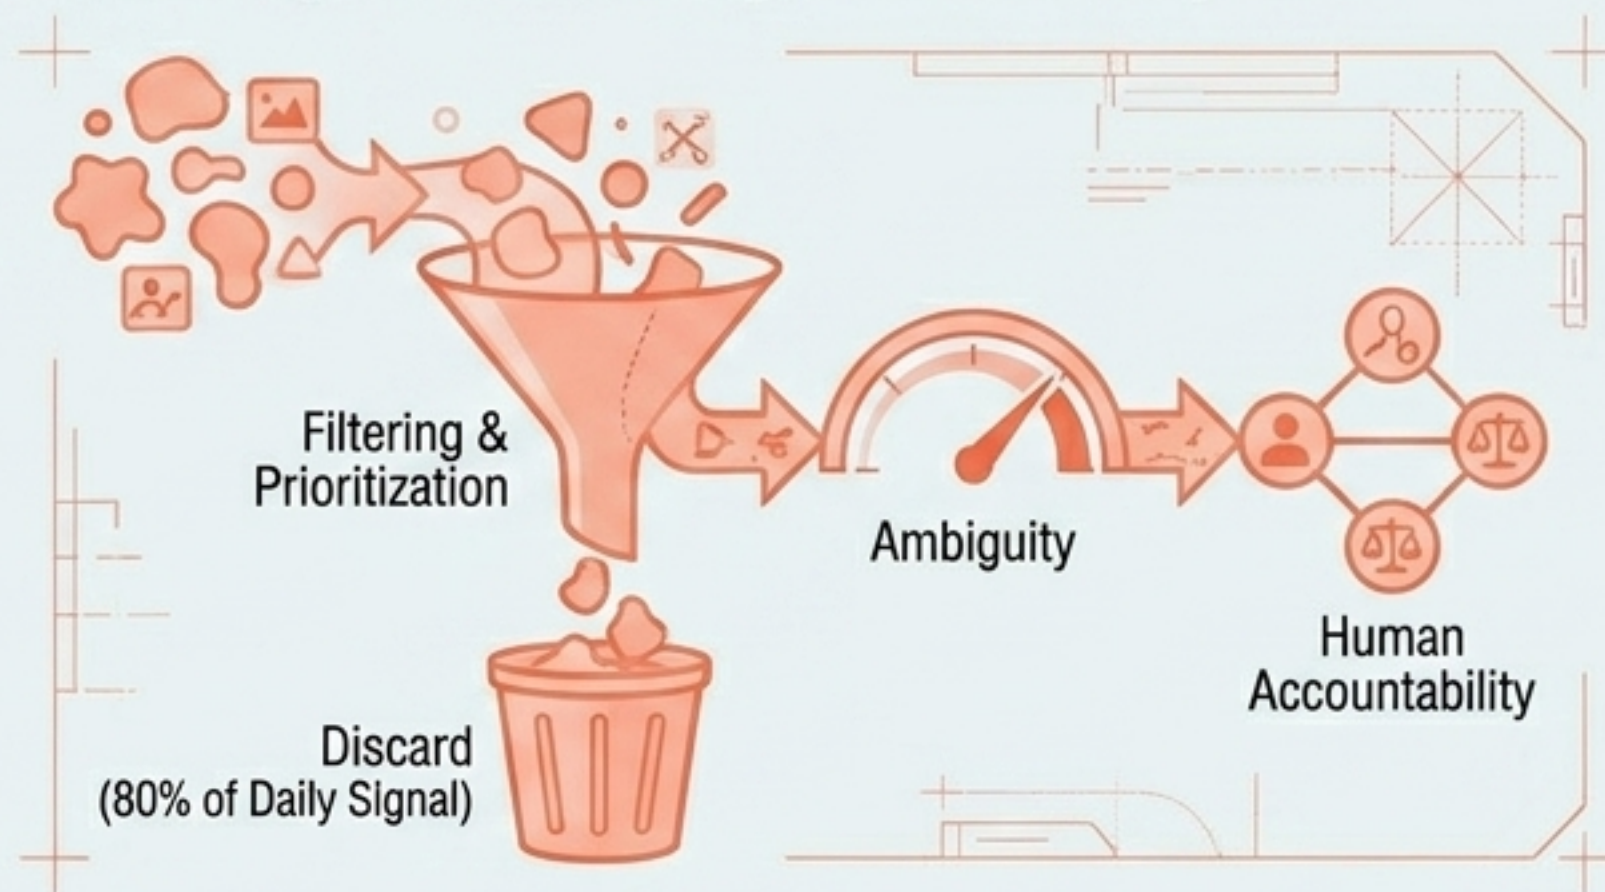 Filtering &
Prioritization
Ambiguity
Human
Accountability
Discard
(80% of Daily Signal)